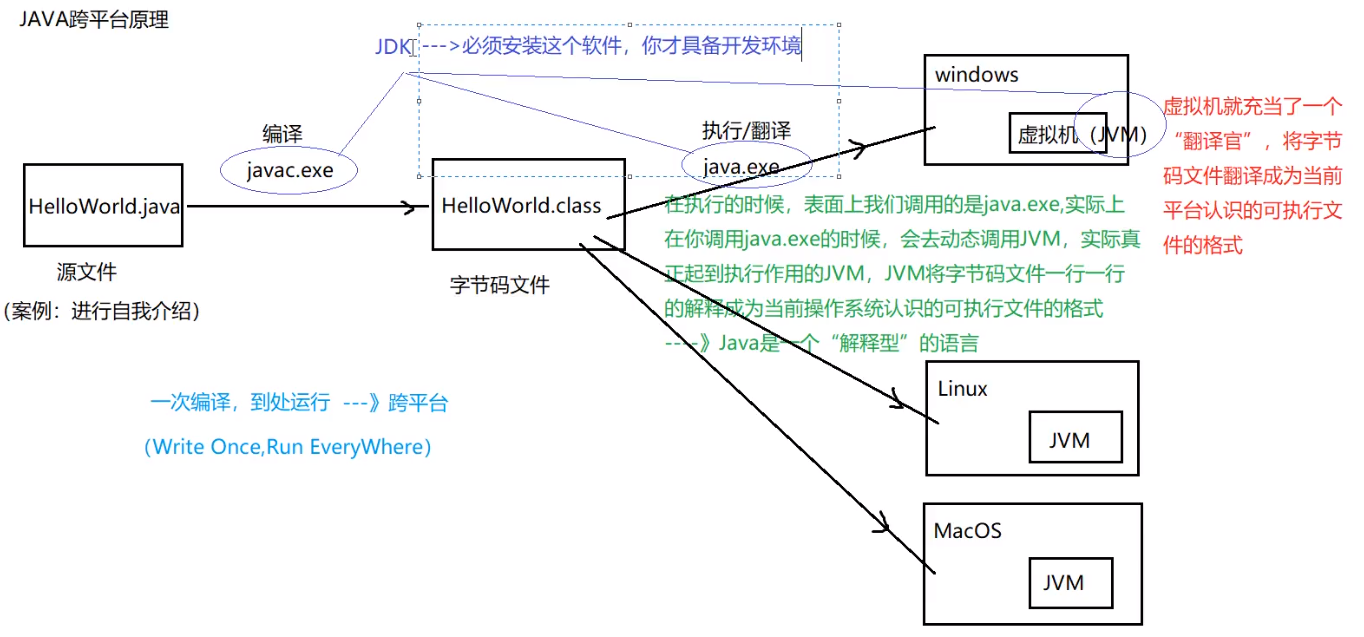 JAVA跨平台原理
JDK --->必须安装这个软件，你才具备开发环境
编译
javac.exe
执行/翻译
java.exe
windows
虚拟机（JVM）
虚拟机就充当了一个
“翻译官”，将字节
码文件翻译成为当前
平台认识的可执行文
件的格式
HelloWorld.java
HelloWorld.class
源文件
（案例：进行自我介绍）
字节码文件
在执行的时候，表面上我们调用的是java.exe,实际上
在你调用java.exe的时候，会去动态调用JVM，实际真
正起到执行作用的JVM，JVM将字节码文件一行一行
的解释成为当前操作系统认识的可执行文件的格式
----》Java是一个“解释型”的语言
一次编译，到处运行 ---》跨平台
（Write Once,Run EveryWhere）
Linux
JVM
MacOS
JVM